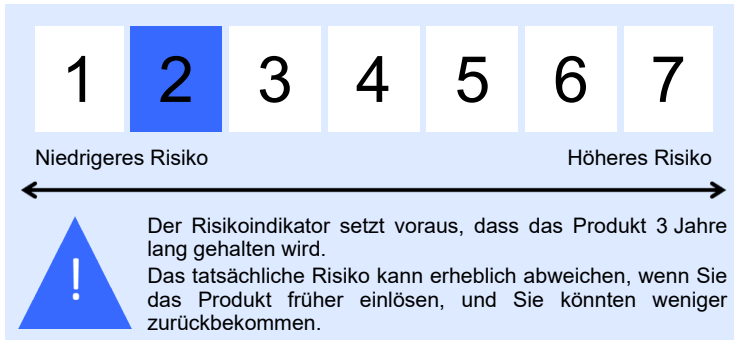 1 2 3 4 5 6 7
Niedrigeres Risiko Höheres Risiko
Der Risikoindikator setzt voraus, dass das Produkt 3 Jahre
lang gehalten wird.
!
Das tatsächliche Risiko kann erheblich abweichen, wenn Sie
das Produkt früher einlösen, und Sie könnten weniger
zurückbekommen.